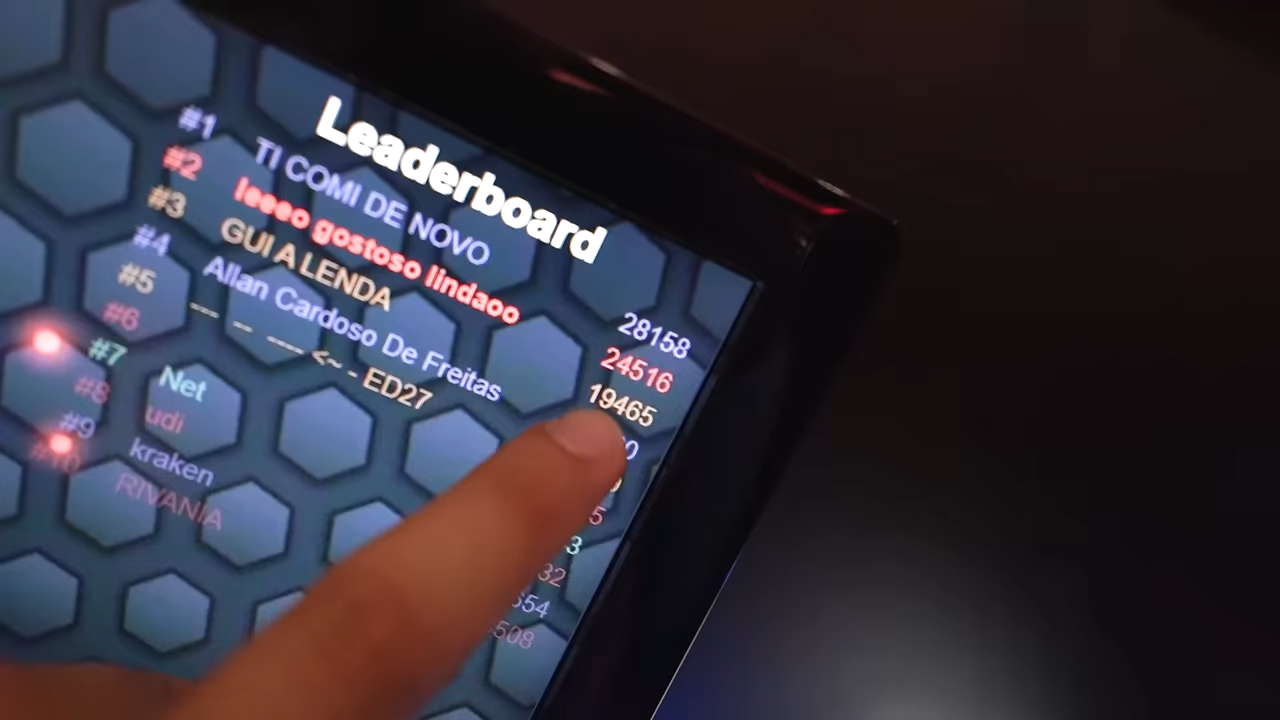 Leaderboard
#1 TI COMI DE NOVO 28158
#2 leeeo gostoso lindaoo 24516
#3 GUI A LENDA 19465
#4 Allan Cardoso De Freitas
#5 --- -- ---- <~ - ED27
#6
#7 Net
#8 udi
#9 kraken
#10 RIVANIA